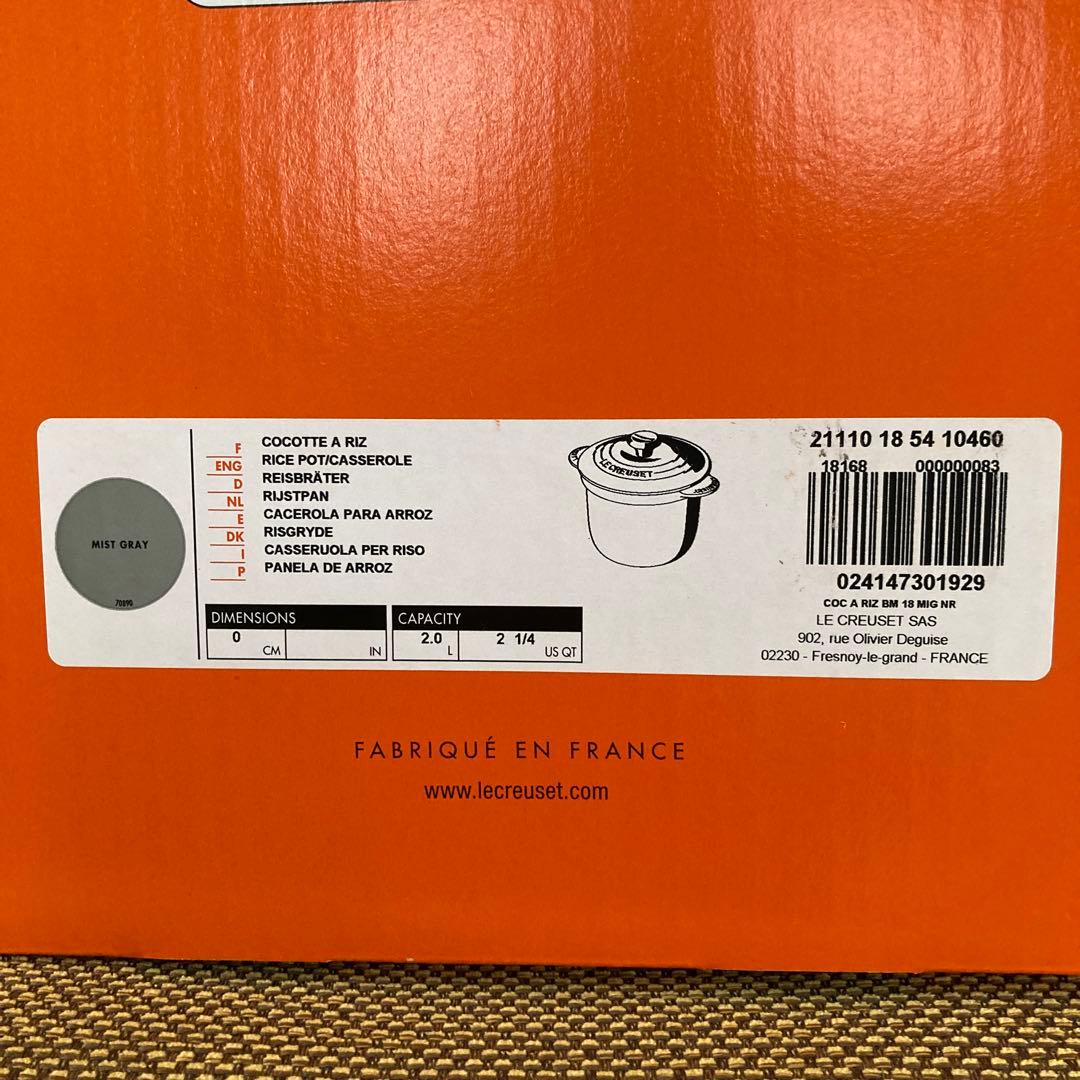 MIST GRAY
70890
F COCOTTE A RIZ
ENG RICE POT/CASSEROLE
D REISBRÄTER
NL RIJSTPAN
E CACEROLA PARA ARROZ
DK RISGRYDE
I CASSERUOLA PER RISO
P PANELA DE ARROZ
DIMENSIONS
0 CM IN
CAPACITY
2.0 L 2 1/4 US QT
LE CREUSET
21110 18 54 10460
18168 000000083
024147301929
COC A RIZ BM 18 MIG NR
LE CREUSET SAS
902, rue Olivier Deguise
02230 - Fresnoy-le-grand - FRANCE
FABRIQUÉ EN FRANCE
www.lecreuset.com